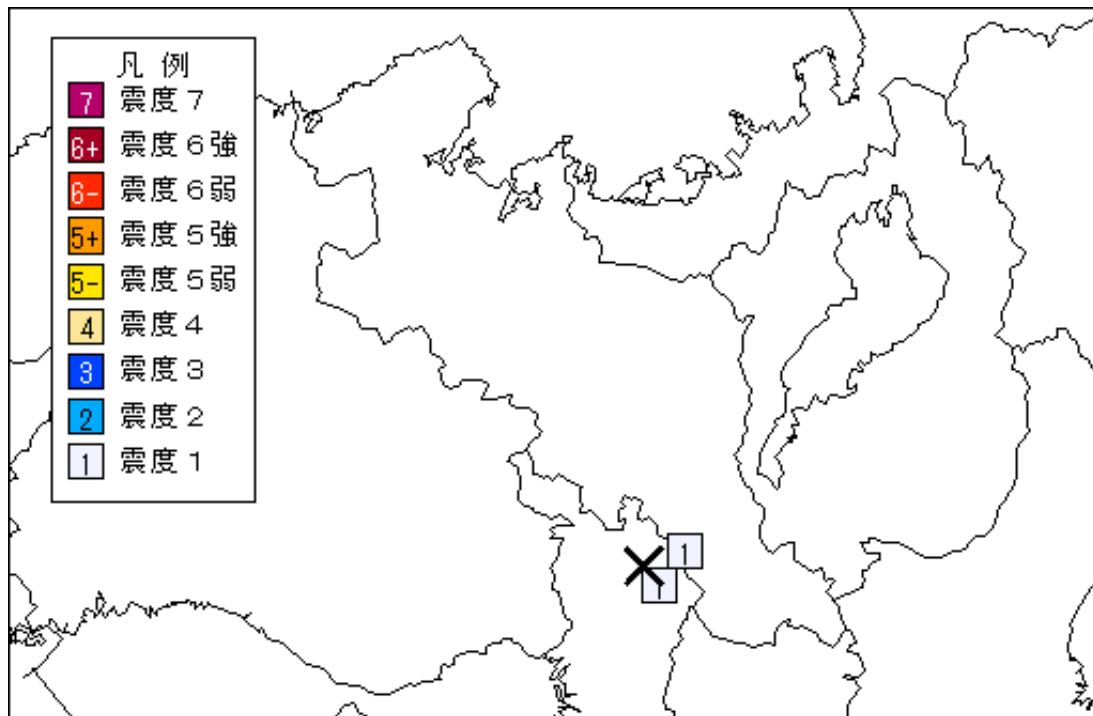 凡例
7 震度７
6+ 震度６強
6- 震度６弱
5+ 震度５強
5- 震度５弱
4 震度４
3 震度３
2 震度２
1 震度１
1
1